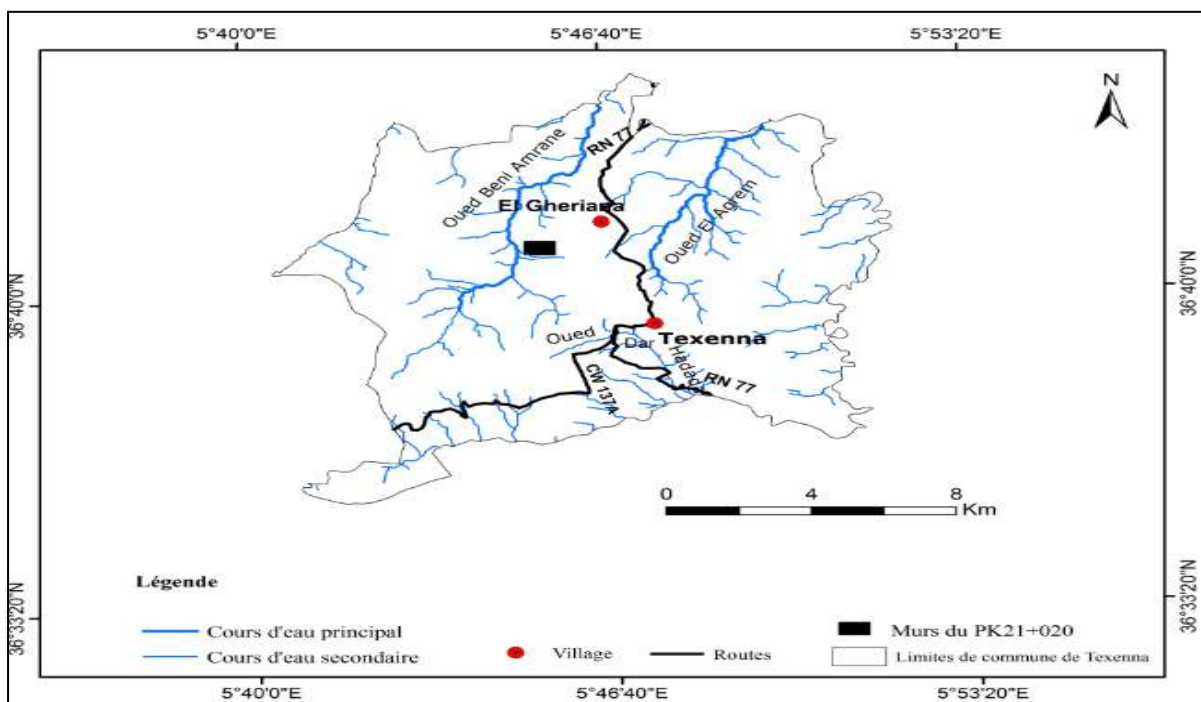 5°40'0"E 5°46'40"E 5°53'20"E
N
RN 77
Oued Beni Amrane
El Gheriana
Oued El Agrem
36°40'0"N
36°40'0"N
Oued
Dar
Texenna
Hadad
RN 77
CW 137A
0 4 8
Km
36°33'20"N
36°33'20"N
Légende
Cours d'eau principal
Murs du PK21+020
Cours d'eau secondaire
Village
Routes
Limites de commune de Texenna
5°40'0"E 5°46'40"E 5°53'20"E